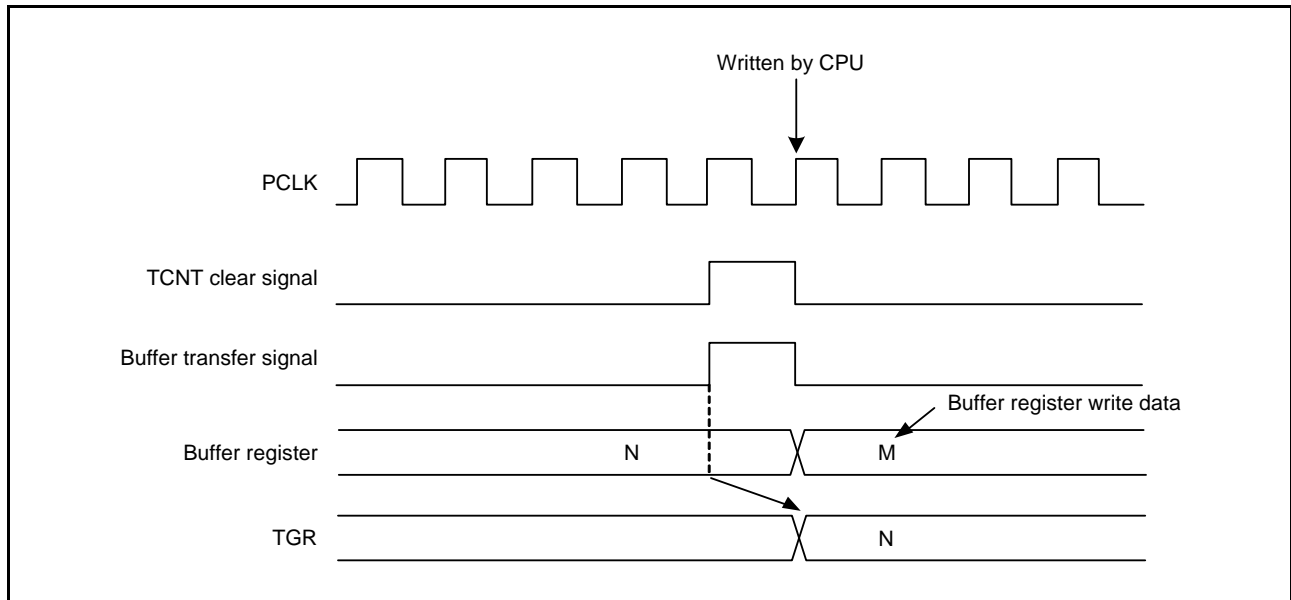 Written by CPU
PCLK
TCNT clear signal
Buffer transfer signal
Buffer register write data
Buffer register
N
M
TGR
N